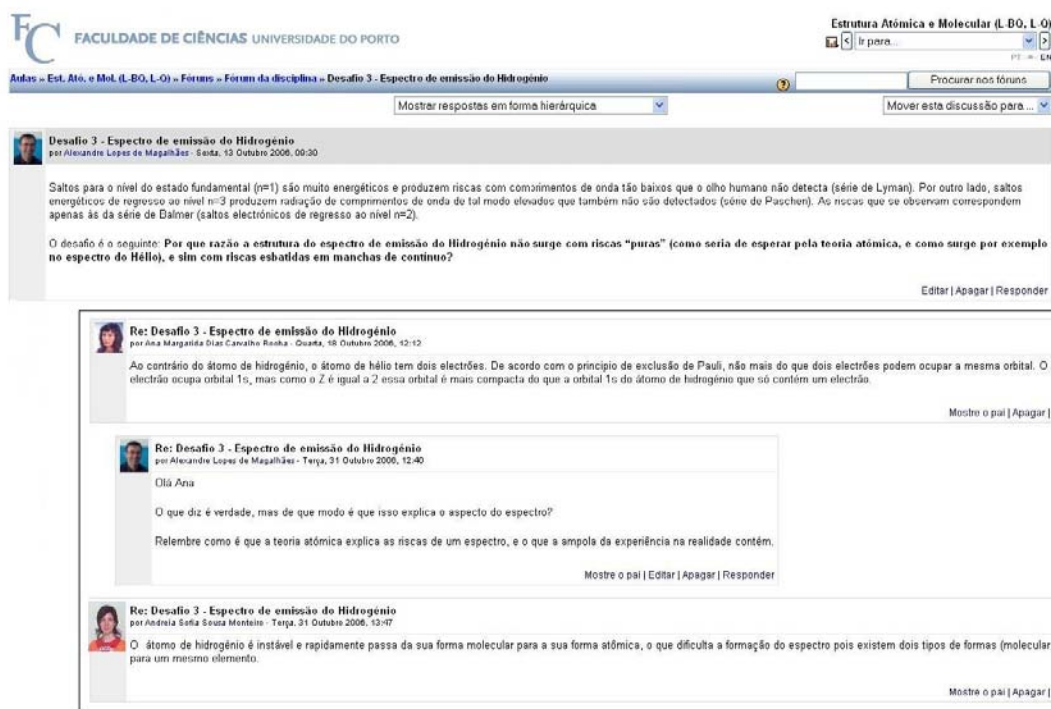 FC FACULDADE DE CIÊNCIAS UNIVERSIDADE DO PORTO
Estrutura Atómica e Molecular (L-BQ, L-Q)
Ir para...
PT EN
Aulas » Est. Ató. e Mol. (L-BQ, L-Q) » Fóruns » Fórum da disciplina » Desafio 3 - Espectro de emissão do Hidrogénio
Procurar nos fóruns
Mostrar respostas em forma hierárquica
Mover esta discussão para ...
Desafio 3 - Espectro de emissão do Hidrogénio
por Alexandre Lopes de Magalhães - Sexta, 13 Outubro 2006, 00:30
Saltos para o nível do estado fundamental (n=1) são muito energéticos e produzem riscas com comprimentos de onda tão baixos que o olho humano não detecta (série de Lyman). Por outro lado, saltos
energéticos de regresso ao nível n=3 produzem radiação de comprimentos de onda de tal modo elevados que também não são detectados (série de Paschen). As riscas que se observam correspondem
apenas às da série de Balmer (saltos electrónicos de regresso ao nível n=2).
O desafio é o seguinte: Por que razão a estrutura do espectro de emissão do Hidrogénio não surge com riscas "puras" (como seria de esperar pela teoria atómica, e como surge por exemplo
no espectro do Hélio), e sim com riscas esbatidas em manchas de contínuo?
Editar | Apagar | Responder
Re: Desafio 3 - Espectro de emissão do Hidrogénio
por Ana Margarida Dias Carvalho Rocha - Quarta, 18 Outubro 2006, 12:12
Ao contrário do átomo de hidrogénio, o átomo de hélio tem dois electrões. De acordo com o principio de exclusão de Pauli, não mais do que dois electrões podem ocupar a mesma orbital. O
electrão ocupa orbital 1s, mas como o Z é igual a 2 essa orbital é mais compacta do que a orbital 1s do átomo de hidrogénio que só contém um electrão.
Mostre o pai | Apagar |
Re: Desafio 3 - Espectro de emissão do Hidrogénio
por Alexandre Lopes de Magalhães - Terça, 31 Outubro 2006, 12:40
Olá Ana
O que diz é verdade, mas de que modo é que isso explica o aspecto do espectro?
Relembre como é que a teoria atómica explica as riscas de um espectro, e o que a ampola da experiência na realidade contém.
Mostre o pai | Editar | Apagar | Responder
Re: Desafio 3 - Espectro de emissão do Hidrogénio
por Andreia Sofia Sousa Monteiro - Terça, 31 Outubro 2006, 13:47
O átomo de hidrogénio é instável e rapidamente passa da sua forma molecular para a sua forma atômica, o que dificulta a formação do espectro pois existem dois tipos de formas (molecular
para um mesmo elemento.
Mostre o pai | Apagar |